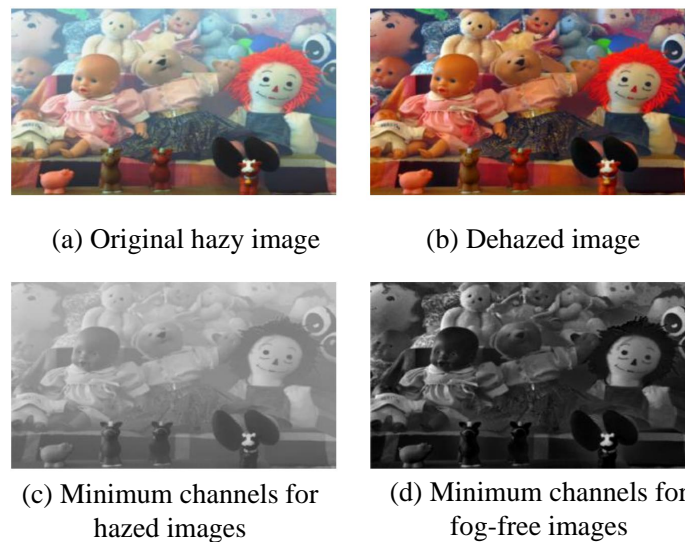 (a) Original hazy image
(b) Dehazed image
(c) Minimum channels for
hazed images
(d) Minimum channels for
fog-free images